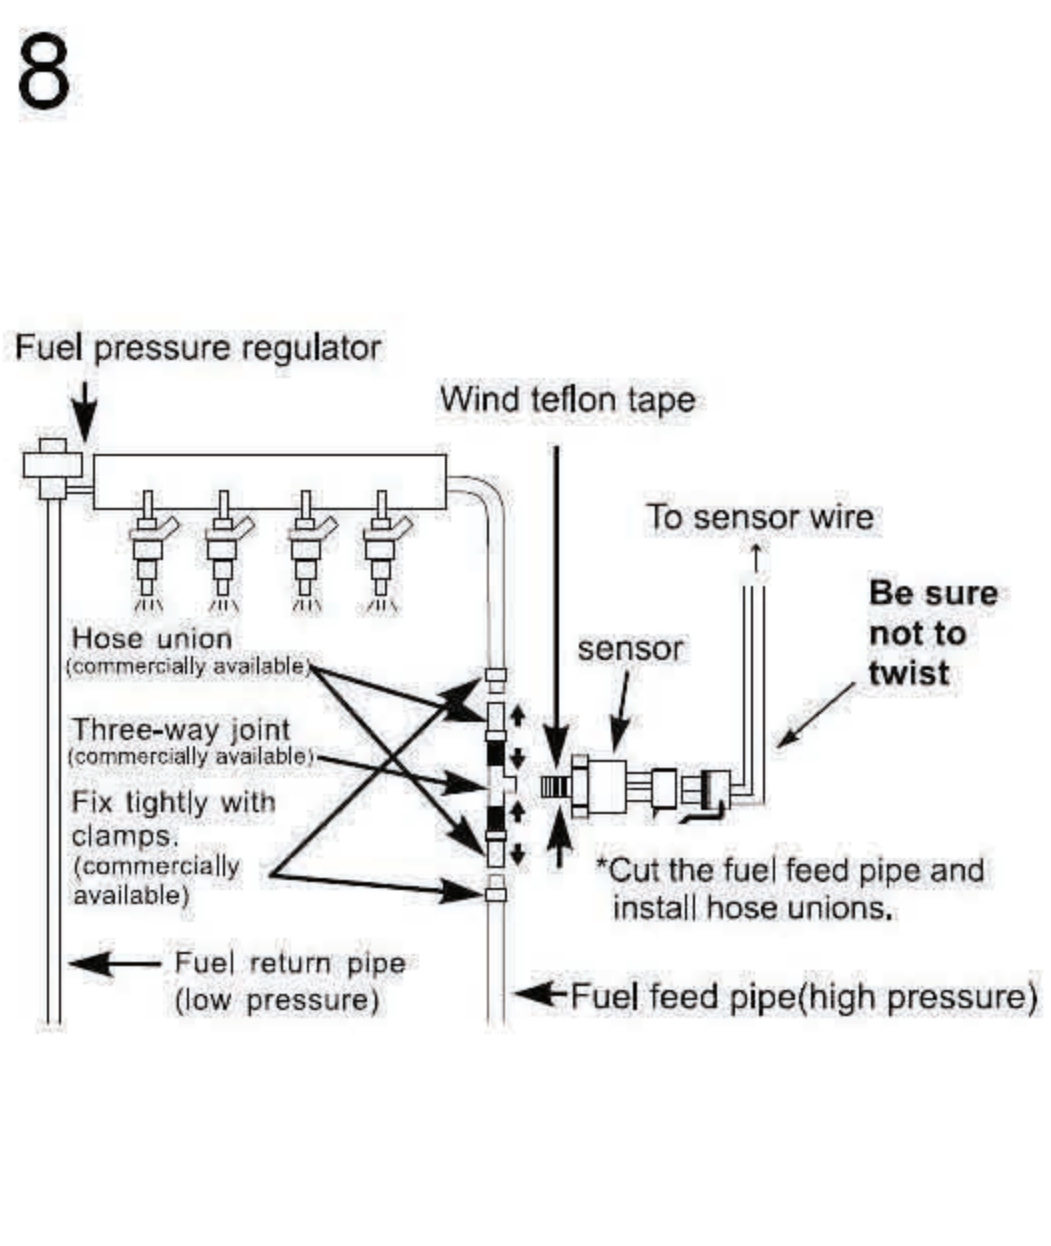 8
Fuel pressure regulator
Wind teflon tape
To sensor wire
Be sure
not to
twist
Hose union
(commercially available)
sensor
Three-way joint
(commercially available)
Fix tightly with
clamps.
(commercially
available)
*Cut the fuel feed pipe and
install hose unions.
Fuel return pipe
(low pressure)
Fuel feed pipe(high pressure)